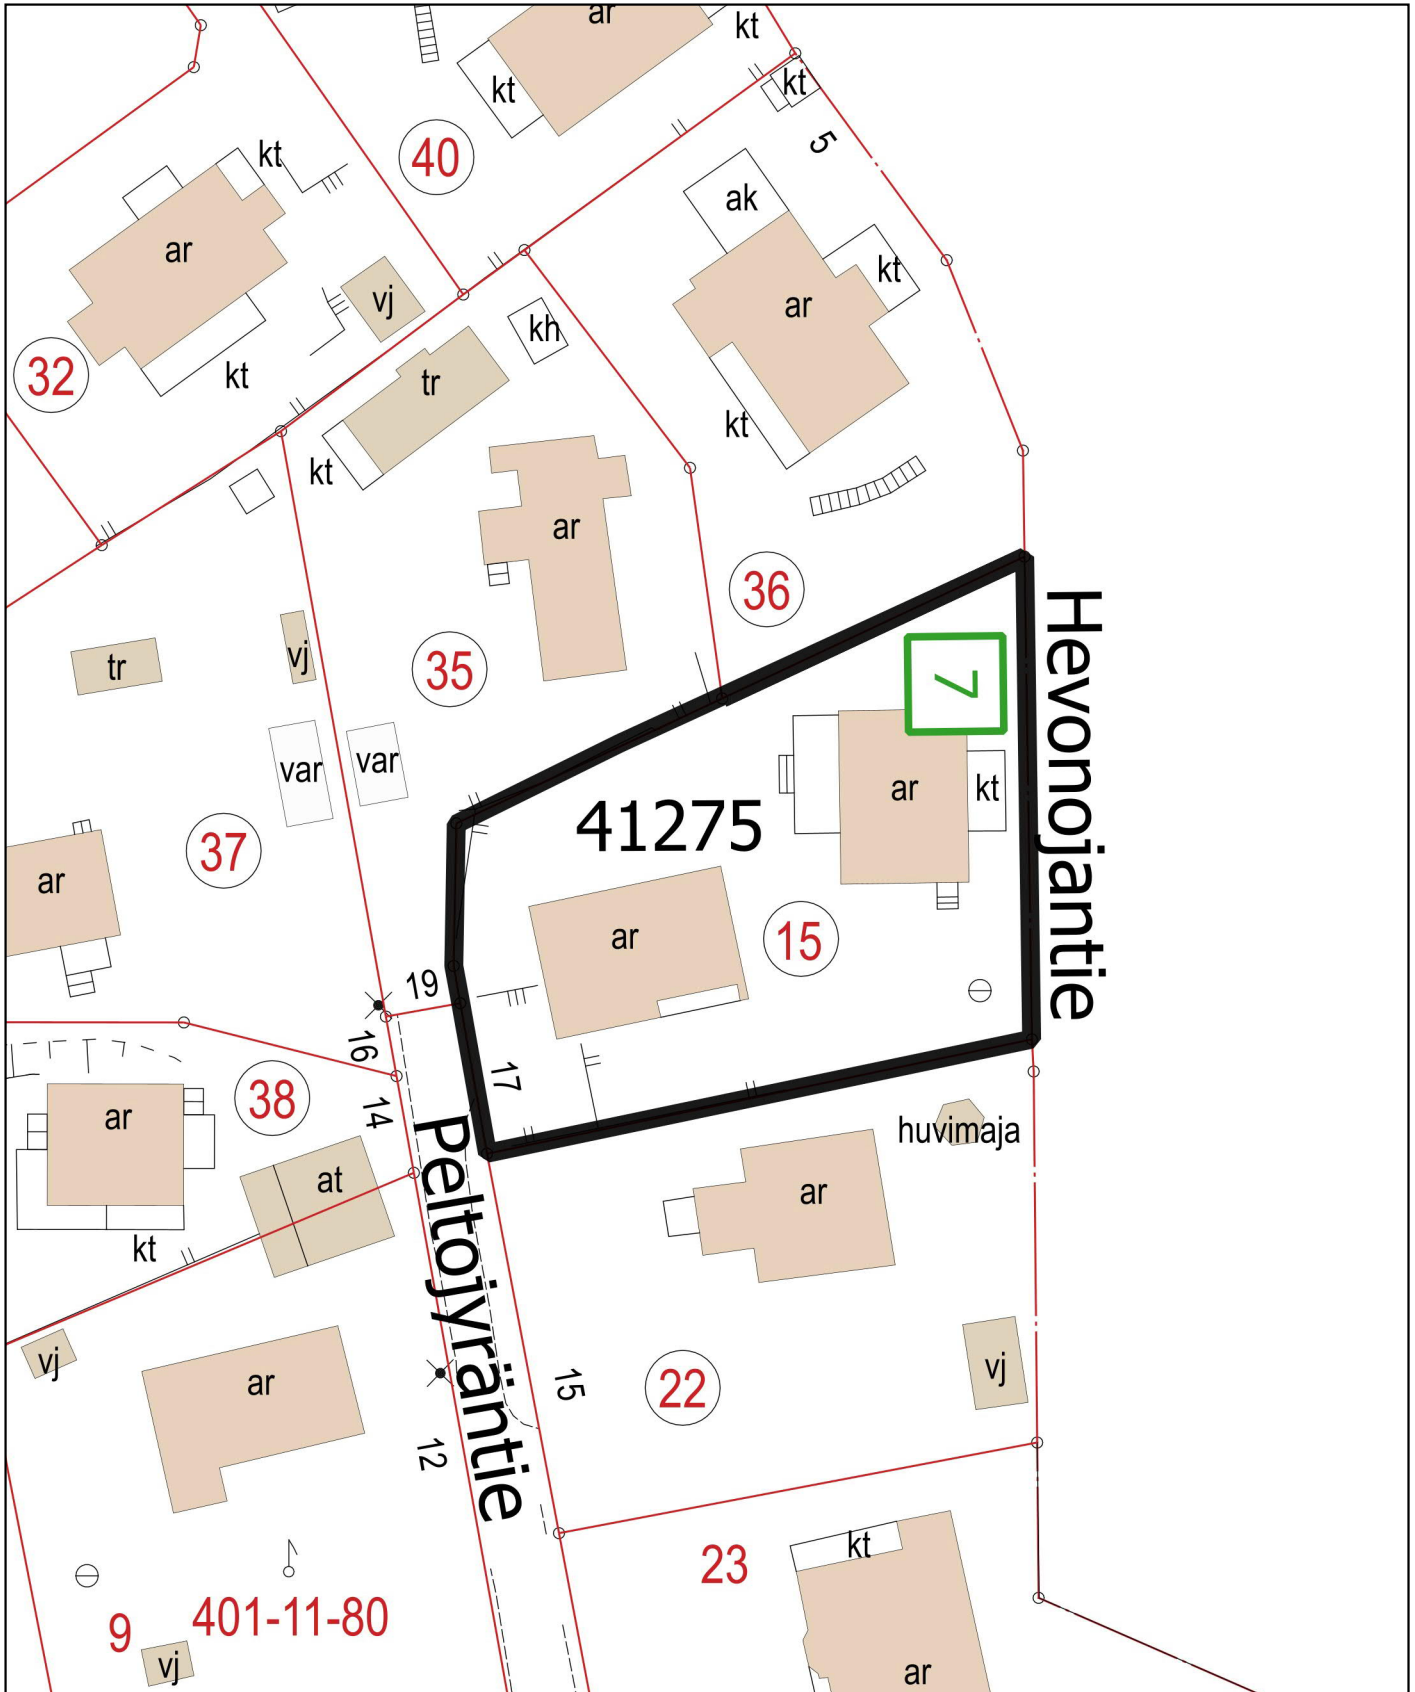 ar
kt
kt
kt
5
40
kt
ak
ar
kt
vj
kt
ar
kh
32
kt
tr
kt
kt
ar
36
Hevonojantie
tr
vj
35
7
var
var
ar
kt
41275
37
ar
ar
15
19
16
17
38
14
ar
huvimaja
at
Peltojyräntie
ar
kt
vj
ar
15
22
vj
12
kt
23
9
401-11-80
vj
ar